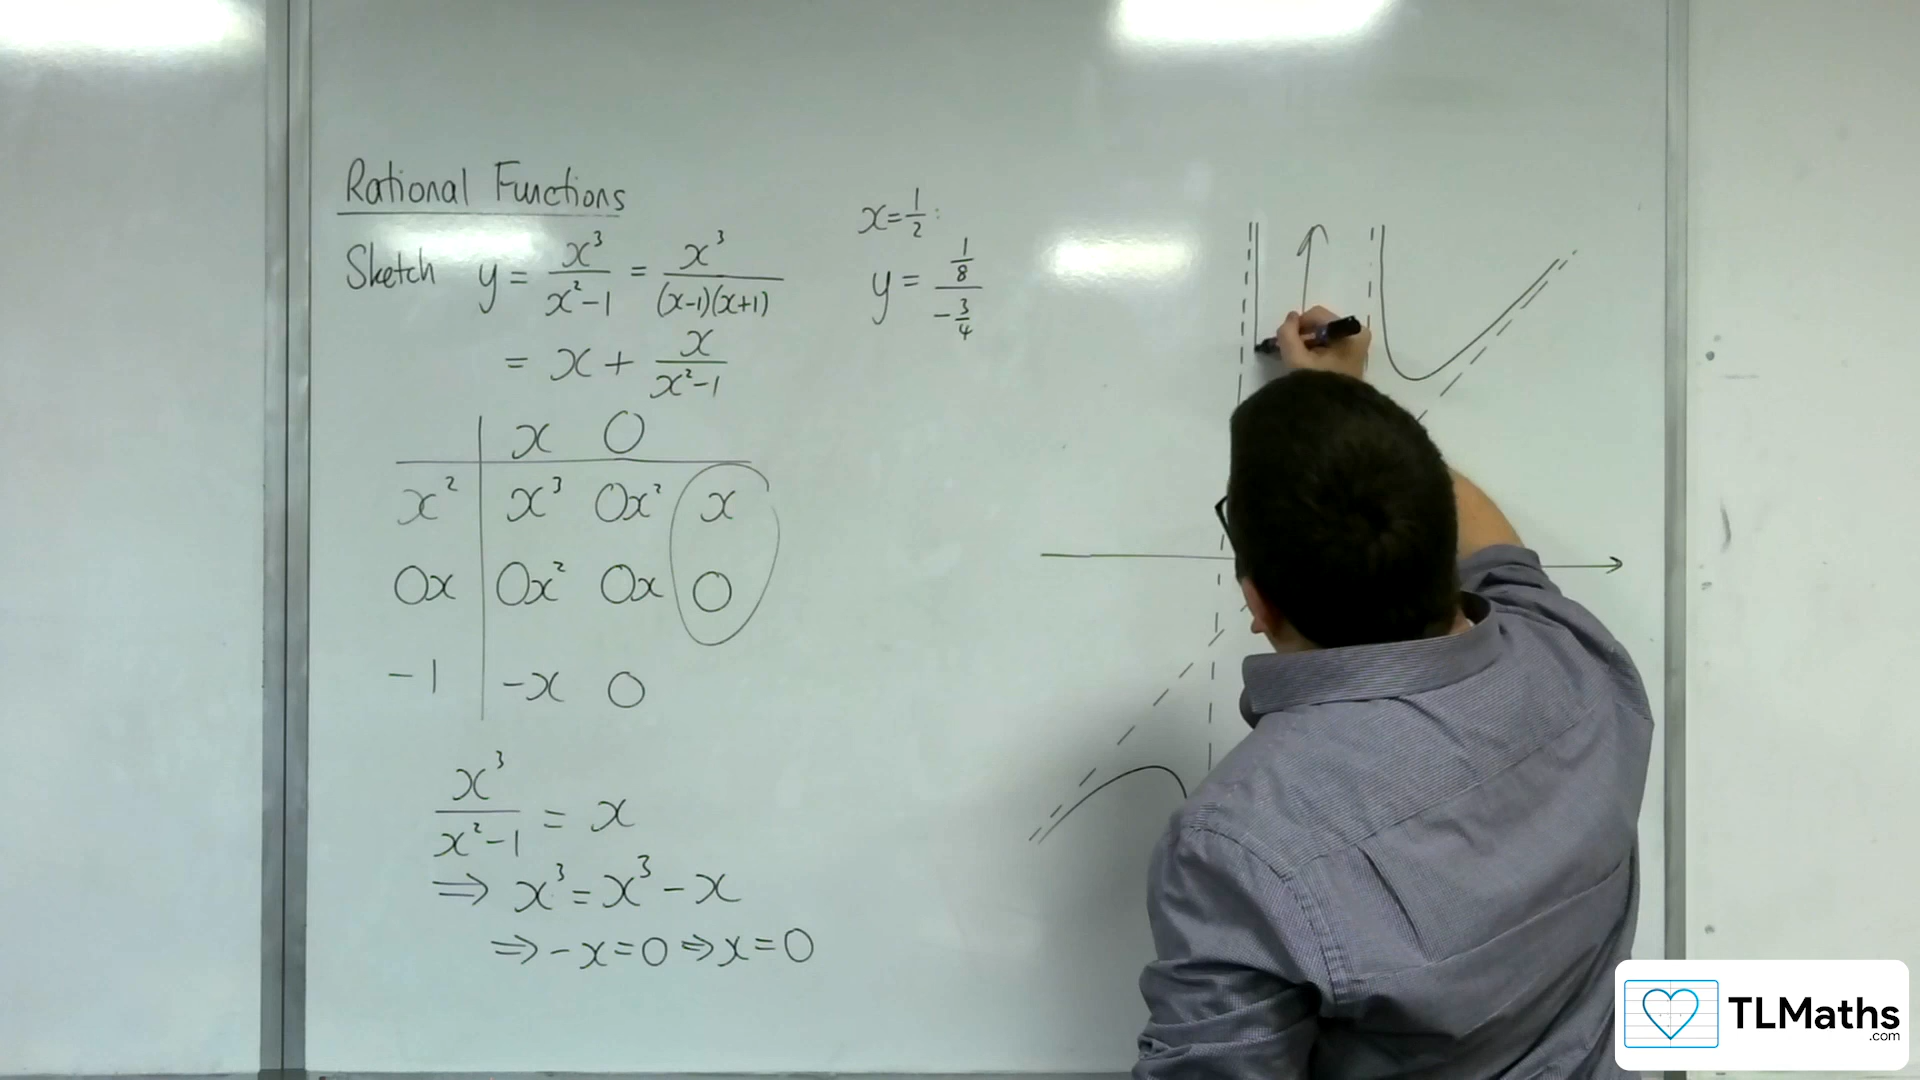 Rational Functions
Sketch y = x³/(x²-1) = x³/((x-1)(x+1))
= x + x/(x²-1)
x 0
x² x³ 0x² x
0x 0x² 0x 0
-1 -x 0
x³/(x²-1) = x
⇒ x³ = x³ - x
⇒ -x = 0 ⇒ x = 0
x = 1/2 :
y = (1/8)/(-3/4)
TLMaths
.com